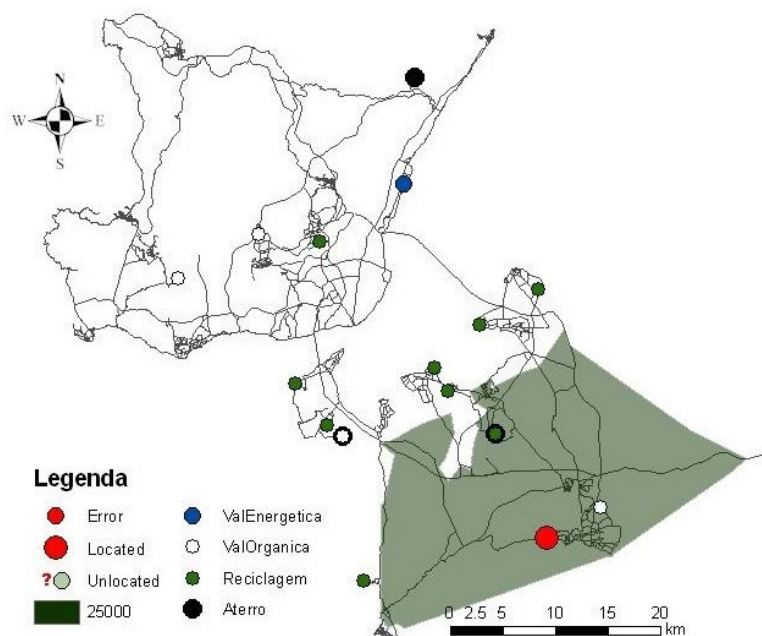 N
W E
S
Legenda
Error
Located
? Unlocated
25000
ValEnergetica
ValOrganica
Reciclagem
Aterro
0 2.5 5 10 15 20
km